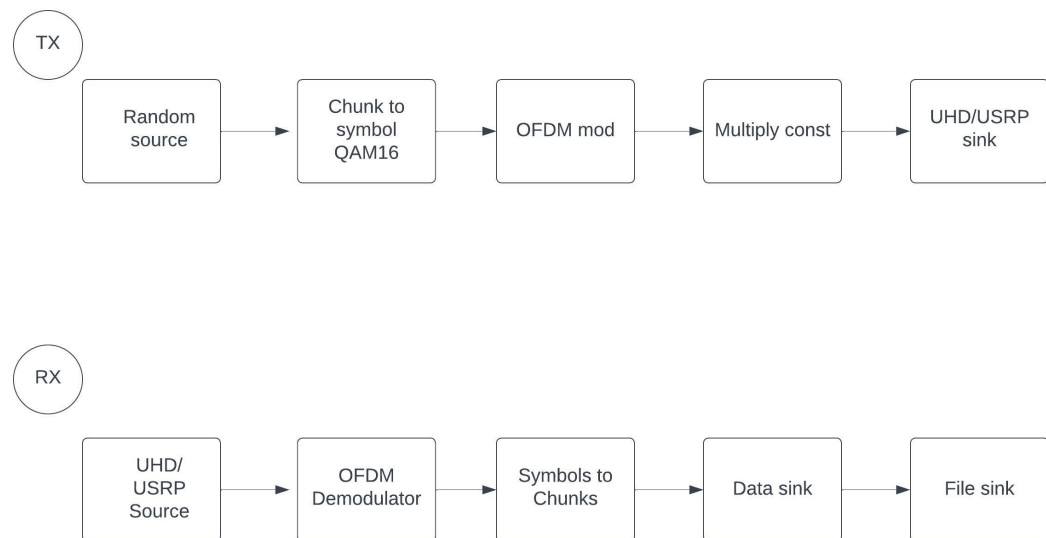 TX
Random
source
Chunk to
symbol
QAM16
OFDM mod
Multiply const
UHD/USRP
sink
RX
UHD/
USRP
Source
OFDM
Demodulator
Symbols to
Chunks
Data sink
File sink